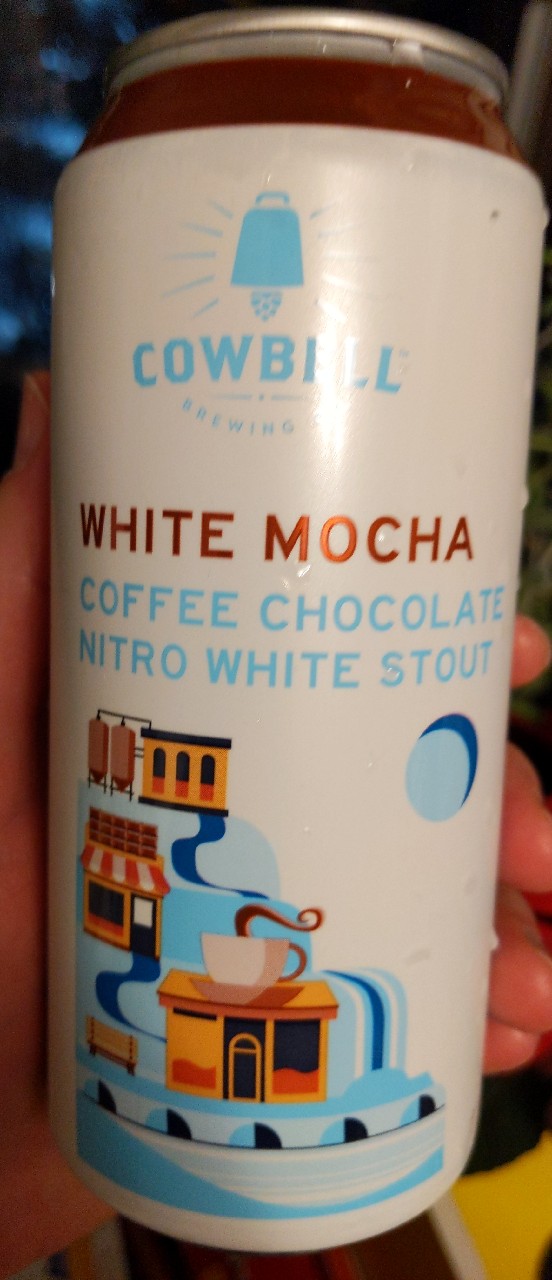 COWBELL
BREWING
WHITE MOCHA
COFFEE CHOCOLATE
NITRO WHITE STOUT